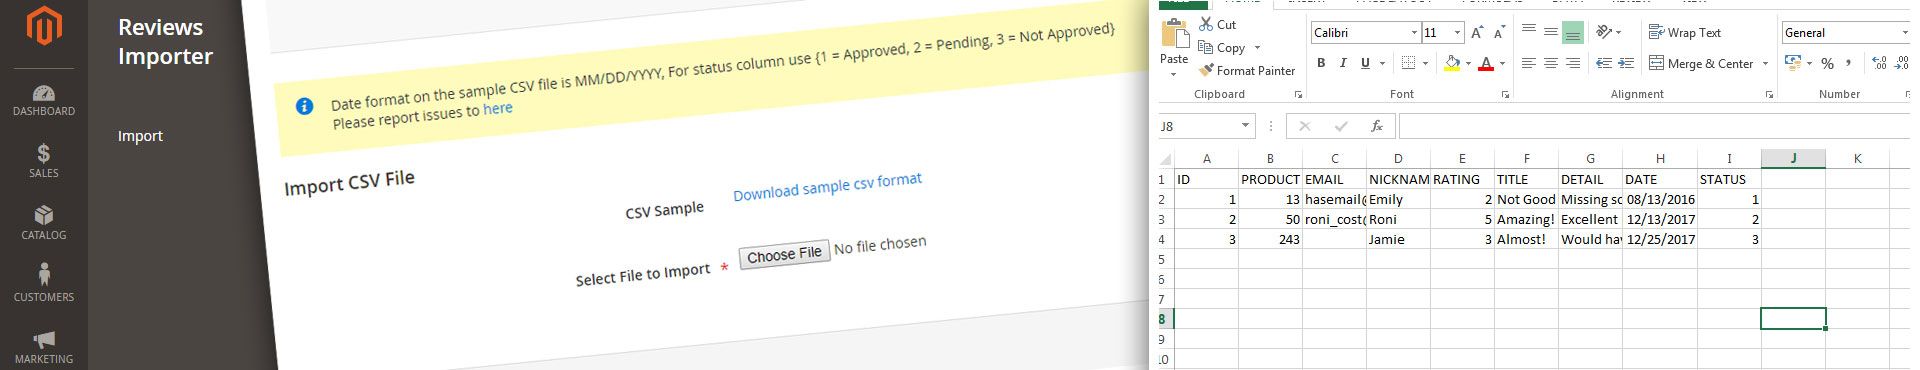 Reviews
Importer
DASHBOARD
SALES
CATALOG
CUSTOMERS
MARKETING
Import
Date format on the sample CSV file is MM/DD/YYYY, For status column use {1 = Approved, 2 = Pending, 3 = Not Approved}
Please report issues to here
Import CSV File
CSV Sample Download sample csv format
Select File to Import * Choose File No file chosen
Paste
Cut
Copy
Format Painter
Clipboard
Calibri 11
B I U A
Font
Wrap Text
Merge & Center
Alignment
General
% ,
Number
J8 fx
A B C D E F G H I J K
1 ID PRODUCT EMAIL NICKNAM RATING TITLE DETAIL DATE STATUS
2 1 13 hasemail@ Emily 2 Not Good Missing sc 08/13/2016 1
3 2 50 roni_cost@ Roni 5 Amazing! Excellent 12/13/2017 2
4 3 243 Jamie 3 Almost! Would hav 12/25/2017 3
5
6
7
8
9
10